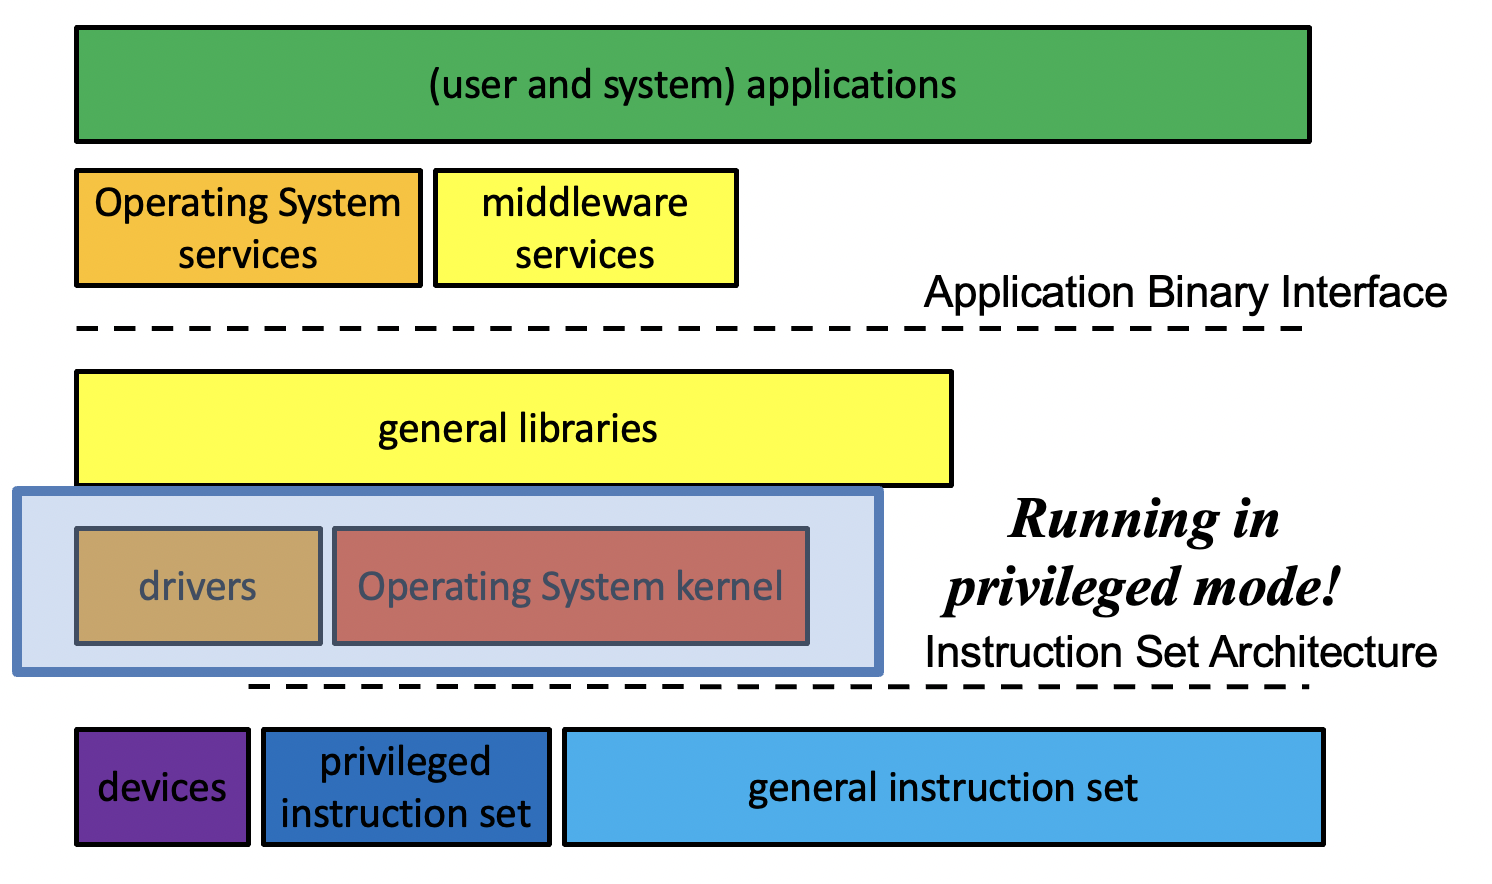 (user and system) applications
Operating System
services
middleware
services
Application Binary Interface
general libraries
Running in
privileged mode!
drivers
Operating System kernel
Instruction Set Architecture
devices
privileged
instruction set
general instruction set